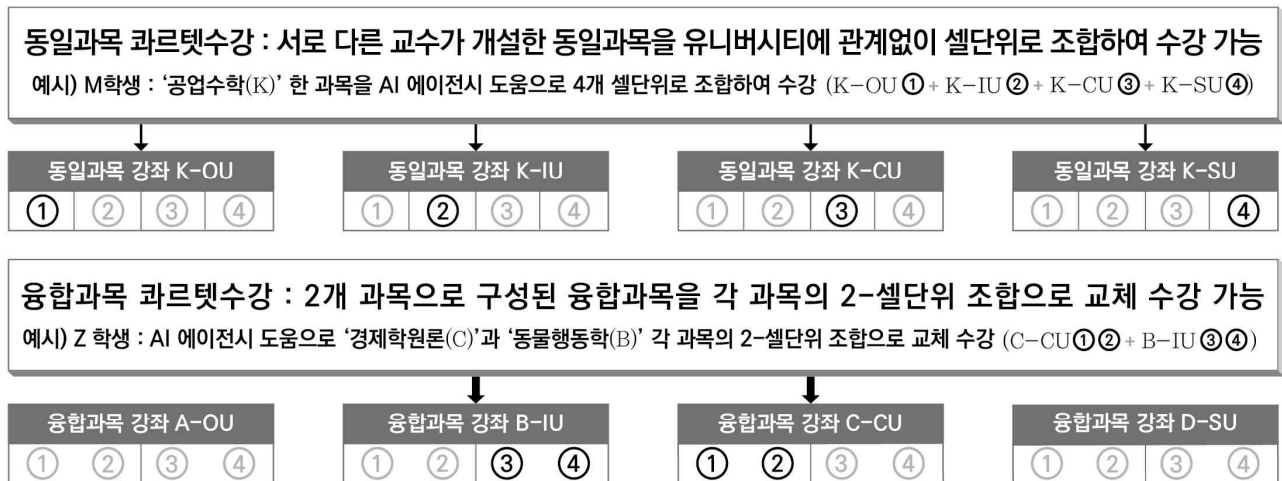 동일과목 콰르텟수강 : 서로 다른 교수가 개설한 동일과목을 유니버시티에 관계없이 셀단위로 조합하여 수강 가능
예시) M학생 : ‘공업수학(K)’ 한 과목을 AI 에이전시 도움으로 4개 셀단위로 조합하여 수강 (K-OU① + K-IU② + K-CU③ + K-SU④)
동일과목 강좌 K-OU
① ② ③ ④
동일과목 강좌 K-IU
① ② ③ ④
동일과목 강좌 K-CU
① ② ③ ④
동일과목 강좌 K-SU
① ② ③ ④
융합과목 콰르텟수강 : 2개 과목으로 구성된 융합과목을 각 과목의 2-셀단위 조합으로 교체 수강 가능
예시) Z 학생 : AI 에이전시 도움으로 ‘경제학원론(C)’과 ‘동물행동학(B)’ 각 과목의 2-셀단위 조합으로 교체 수강 (C-CU①② + B-IU③④)
융합과목 강좌 A-OU
① ② ③ ④
융합과목 강좌 B-IU
① ② ③ ④
융합과목 강좌 C-CU
① ② ③ ④
융합과목 강좌 D-SU
① ② ③ ④